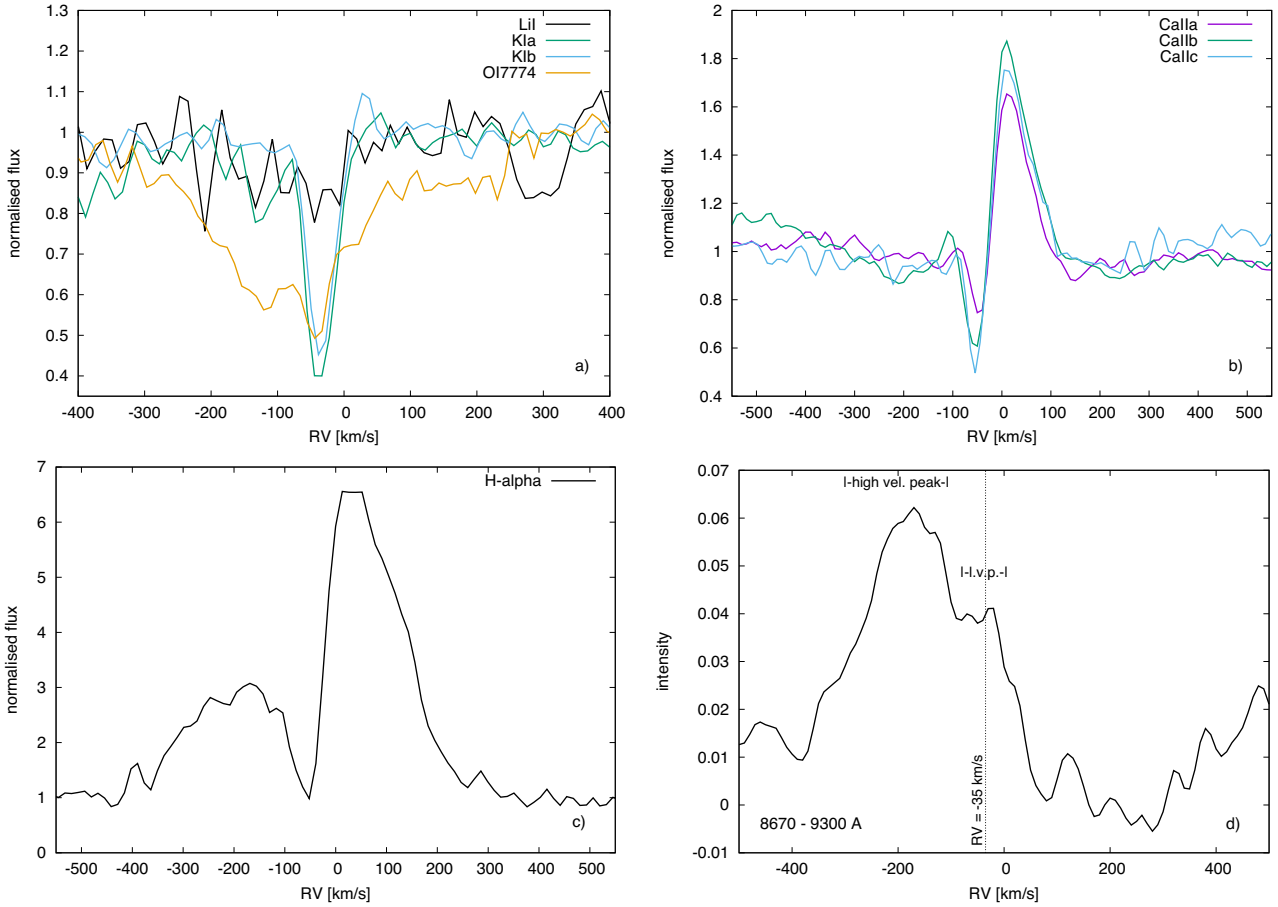 1.3
1.2
1.1
1
0.9
0.8
0.7
0.6
0.5
0.4
normalised flux
LiI
KIa
KIb
OI7774
a)
-400 -300 -200 -100 0 100 200 300 400
RV [km/s]
2
1.8
1.6
1.4
1.2
1
0.8
0.6
0.4
normalised flux
CaIIa
CaIIb
CaIIc
b)
-500 -400 -300 -200 -100 0 100 200 300 400 500
RV [km/s]
7
6
5
4
3
2
1
0
normalised flux
H-alpha
c)
-500 -400 -300 -200 -100 0 100 200 300 400 500
RV [km/s]
0.07
0.06
0.05
0.04
0.03
0.02
0.01
0
-0.01
intensity
I-high vel. peak-I
I-l.v.p.-I
RV = -35 km/s
8670 - 9300 A
d)
-400 -200 0 200 400
RV [km/s]